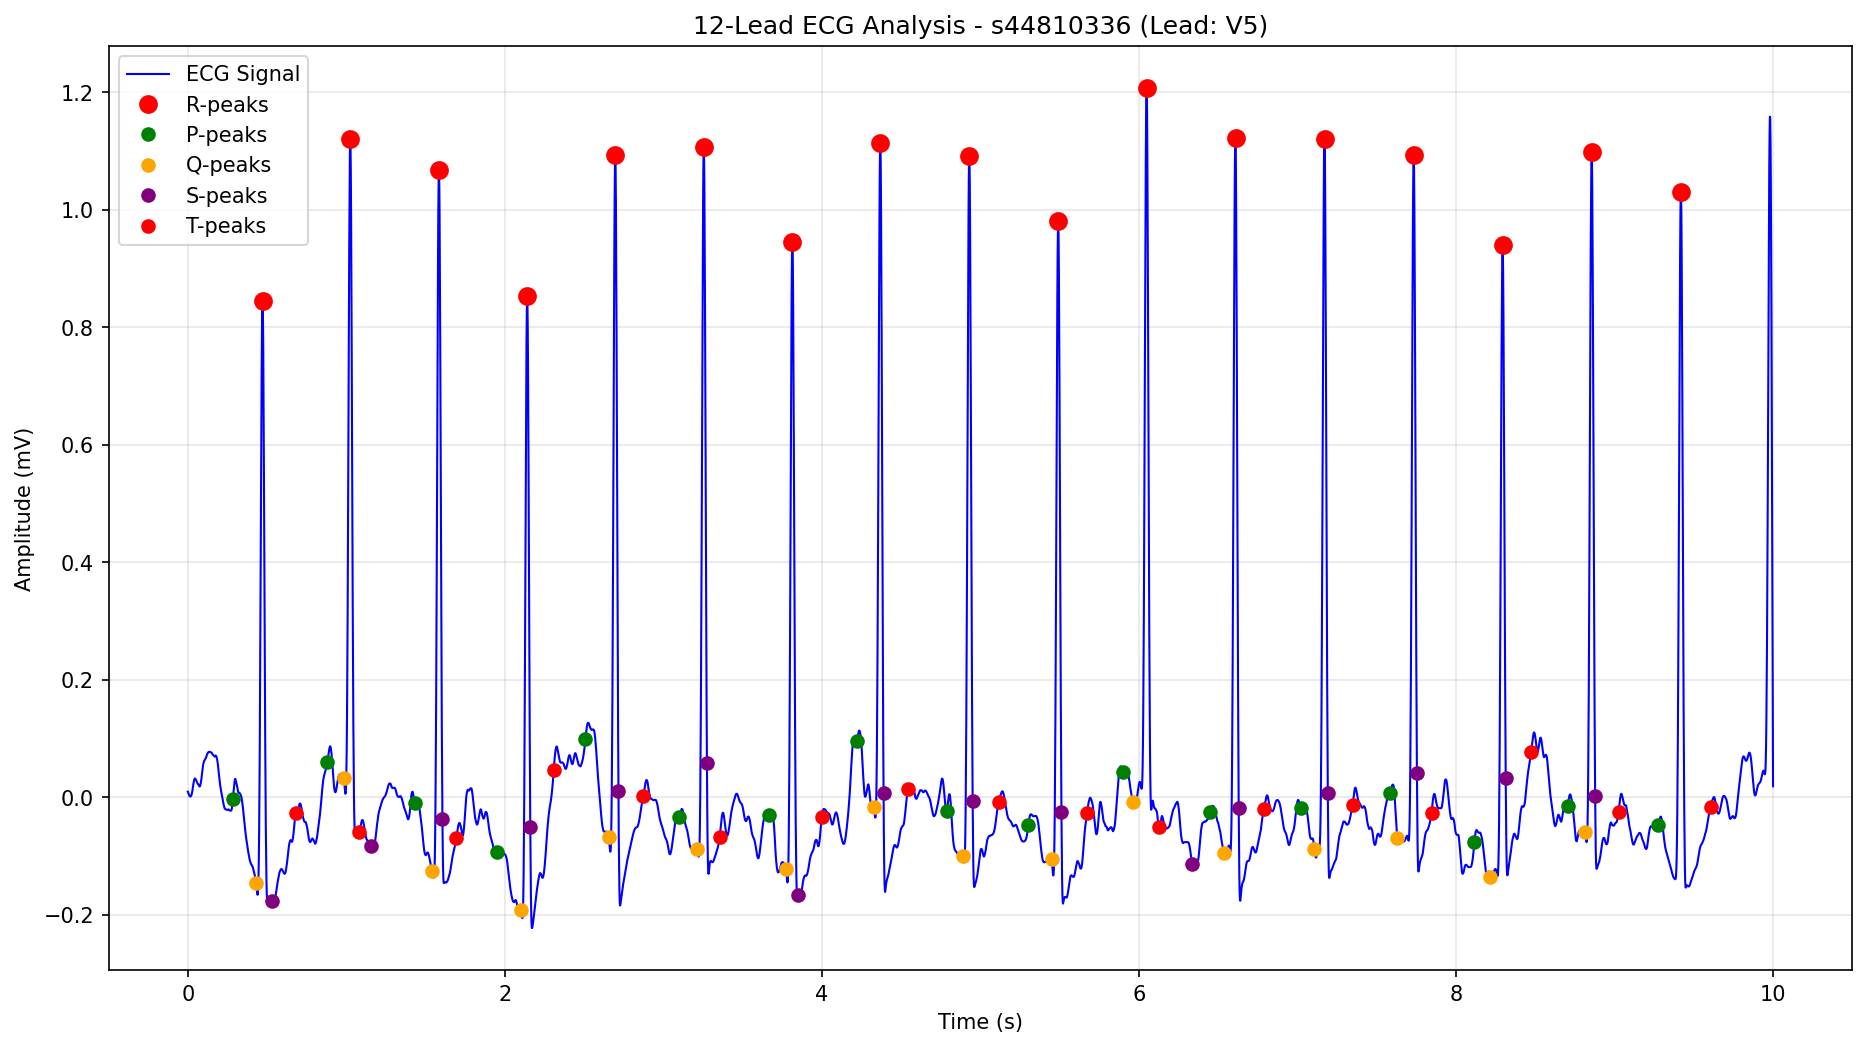 12-Lead ECG Analysis - s44810336 (Lead: V5)
ECG Signal
R-peaks
P-peaks
Q-peaks
S-peaks
T-peaks
Amplitude (mV)
1.2
1.0
0.8
0.6
0.4
0.2
0.0
−0.2
0 2 4 6 8 10
Time (s)